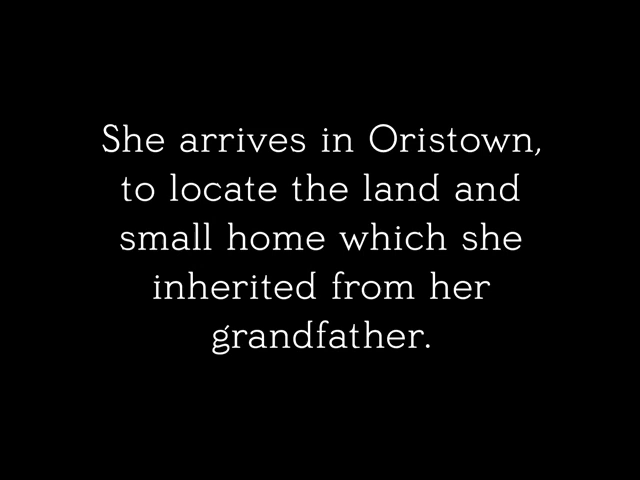 She arrives in Oristown,
to locate the land and
small home which she
inherited from her
grandfather.